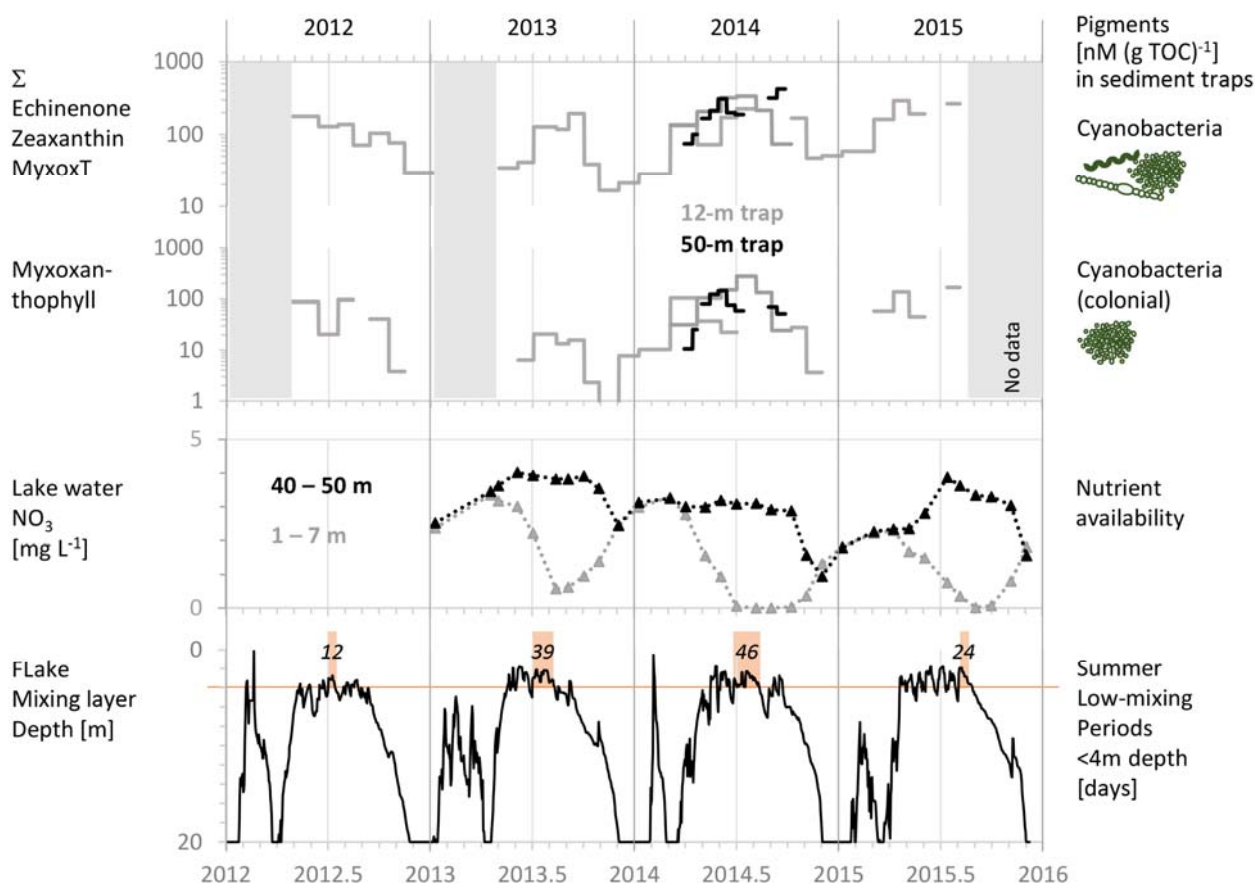 2012 2013 2014 2015
Pigments
[nM (g TOC)-1]
in sediment traps
Σ
Echinenone
Zeaxanthin
MyxoxT
1000
100
10
Cyanobacteria
12-m trap
50-m trap
Myxoxan-
thophyll
1000
100
10
1
Cyanobacteria
(colonial)
No data
Lake water
NO3
[mg L-1]
5
0
40 – 50 m
1 – 7 m
Nutrient
availability
FLake
Mixing layer
Depth [m]
0
20
12 39 46 24
Summer
Low-mixing
Periods
<4m depth
[days]
2012 2012.5 2013 2013.5 2014 2014.5 2015 2015.5 2016